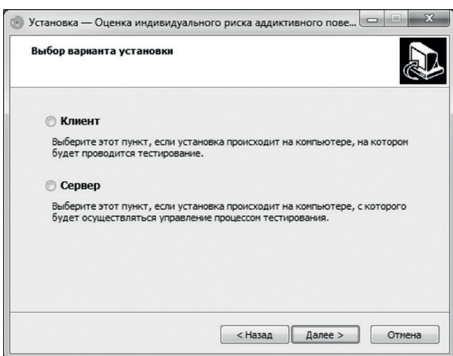 Установка — Оценка индивидуального риска аддиктивного пове...
Выбор варианта установки
Клиент
Выберите этот пункт, если установка происходит на компьютере, на котором
будет проводится тестирование.
Сервер
Выберите этот пункт, если установка происходит на компьютере, с которого
будет осуществляться управление процессом тестирования.
< Назад
Далее >
Отмена